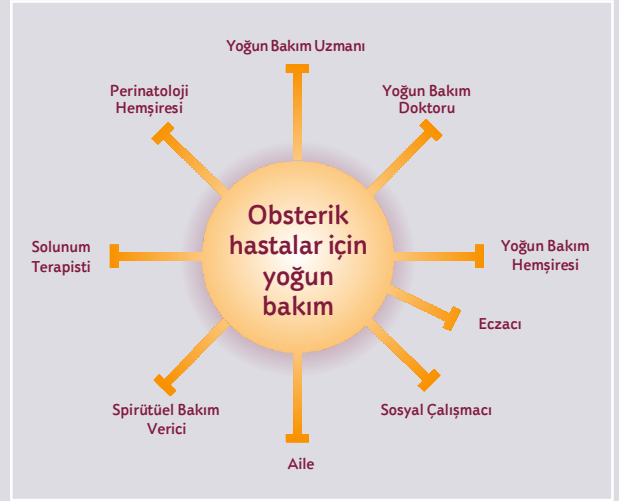 Yoğun Bakım Uzmanı
Perinatoloji
Hemşiresi
Yoğun Bakım
Doktoru
Obsterik
hastalar için
yoğun
bakım
Solunum
Terapisti
Yoğun Bakım
Hemşiresi
Eczacı
Spirütüel Bakım
Verici
Sosyal Çalışmacı
Aile